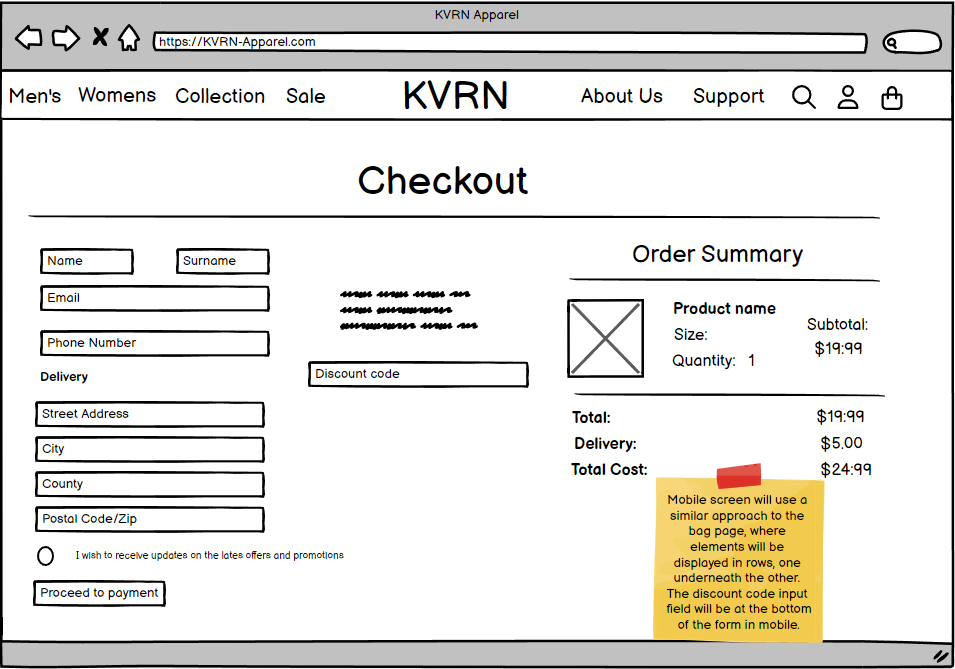 KVRN Apparel
https://KVRN-Apparel.com
Men's Womens Collection Sale KVRN About Us Support
Checkout
Name Surname
Email
Phone Number
Delivery
Street Address
City
County
Postal Code/Zip
I wish to receive updates on the lates offers and promotions
Proceed to payment
Discount code
Order Summary
Product name
Size:
Quantity: 1
Subtotal:
$19:99
Total: $19:99
Delivery: $5.00
Total Cost: $24:99
Mobile screen will use a
similar approach to the
bag page, where
elements will be
displayed in rows, one
underneath the other.
The discount code input
field will be at the bottom
of the form in mobile.